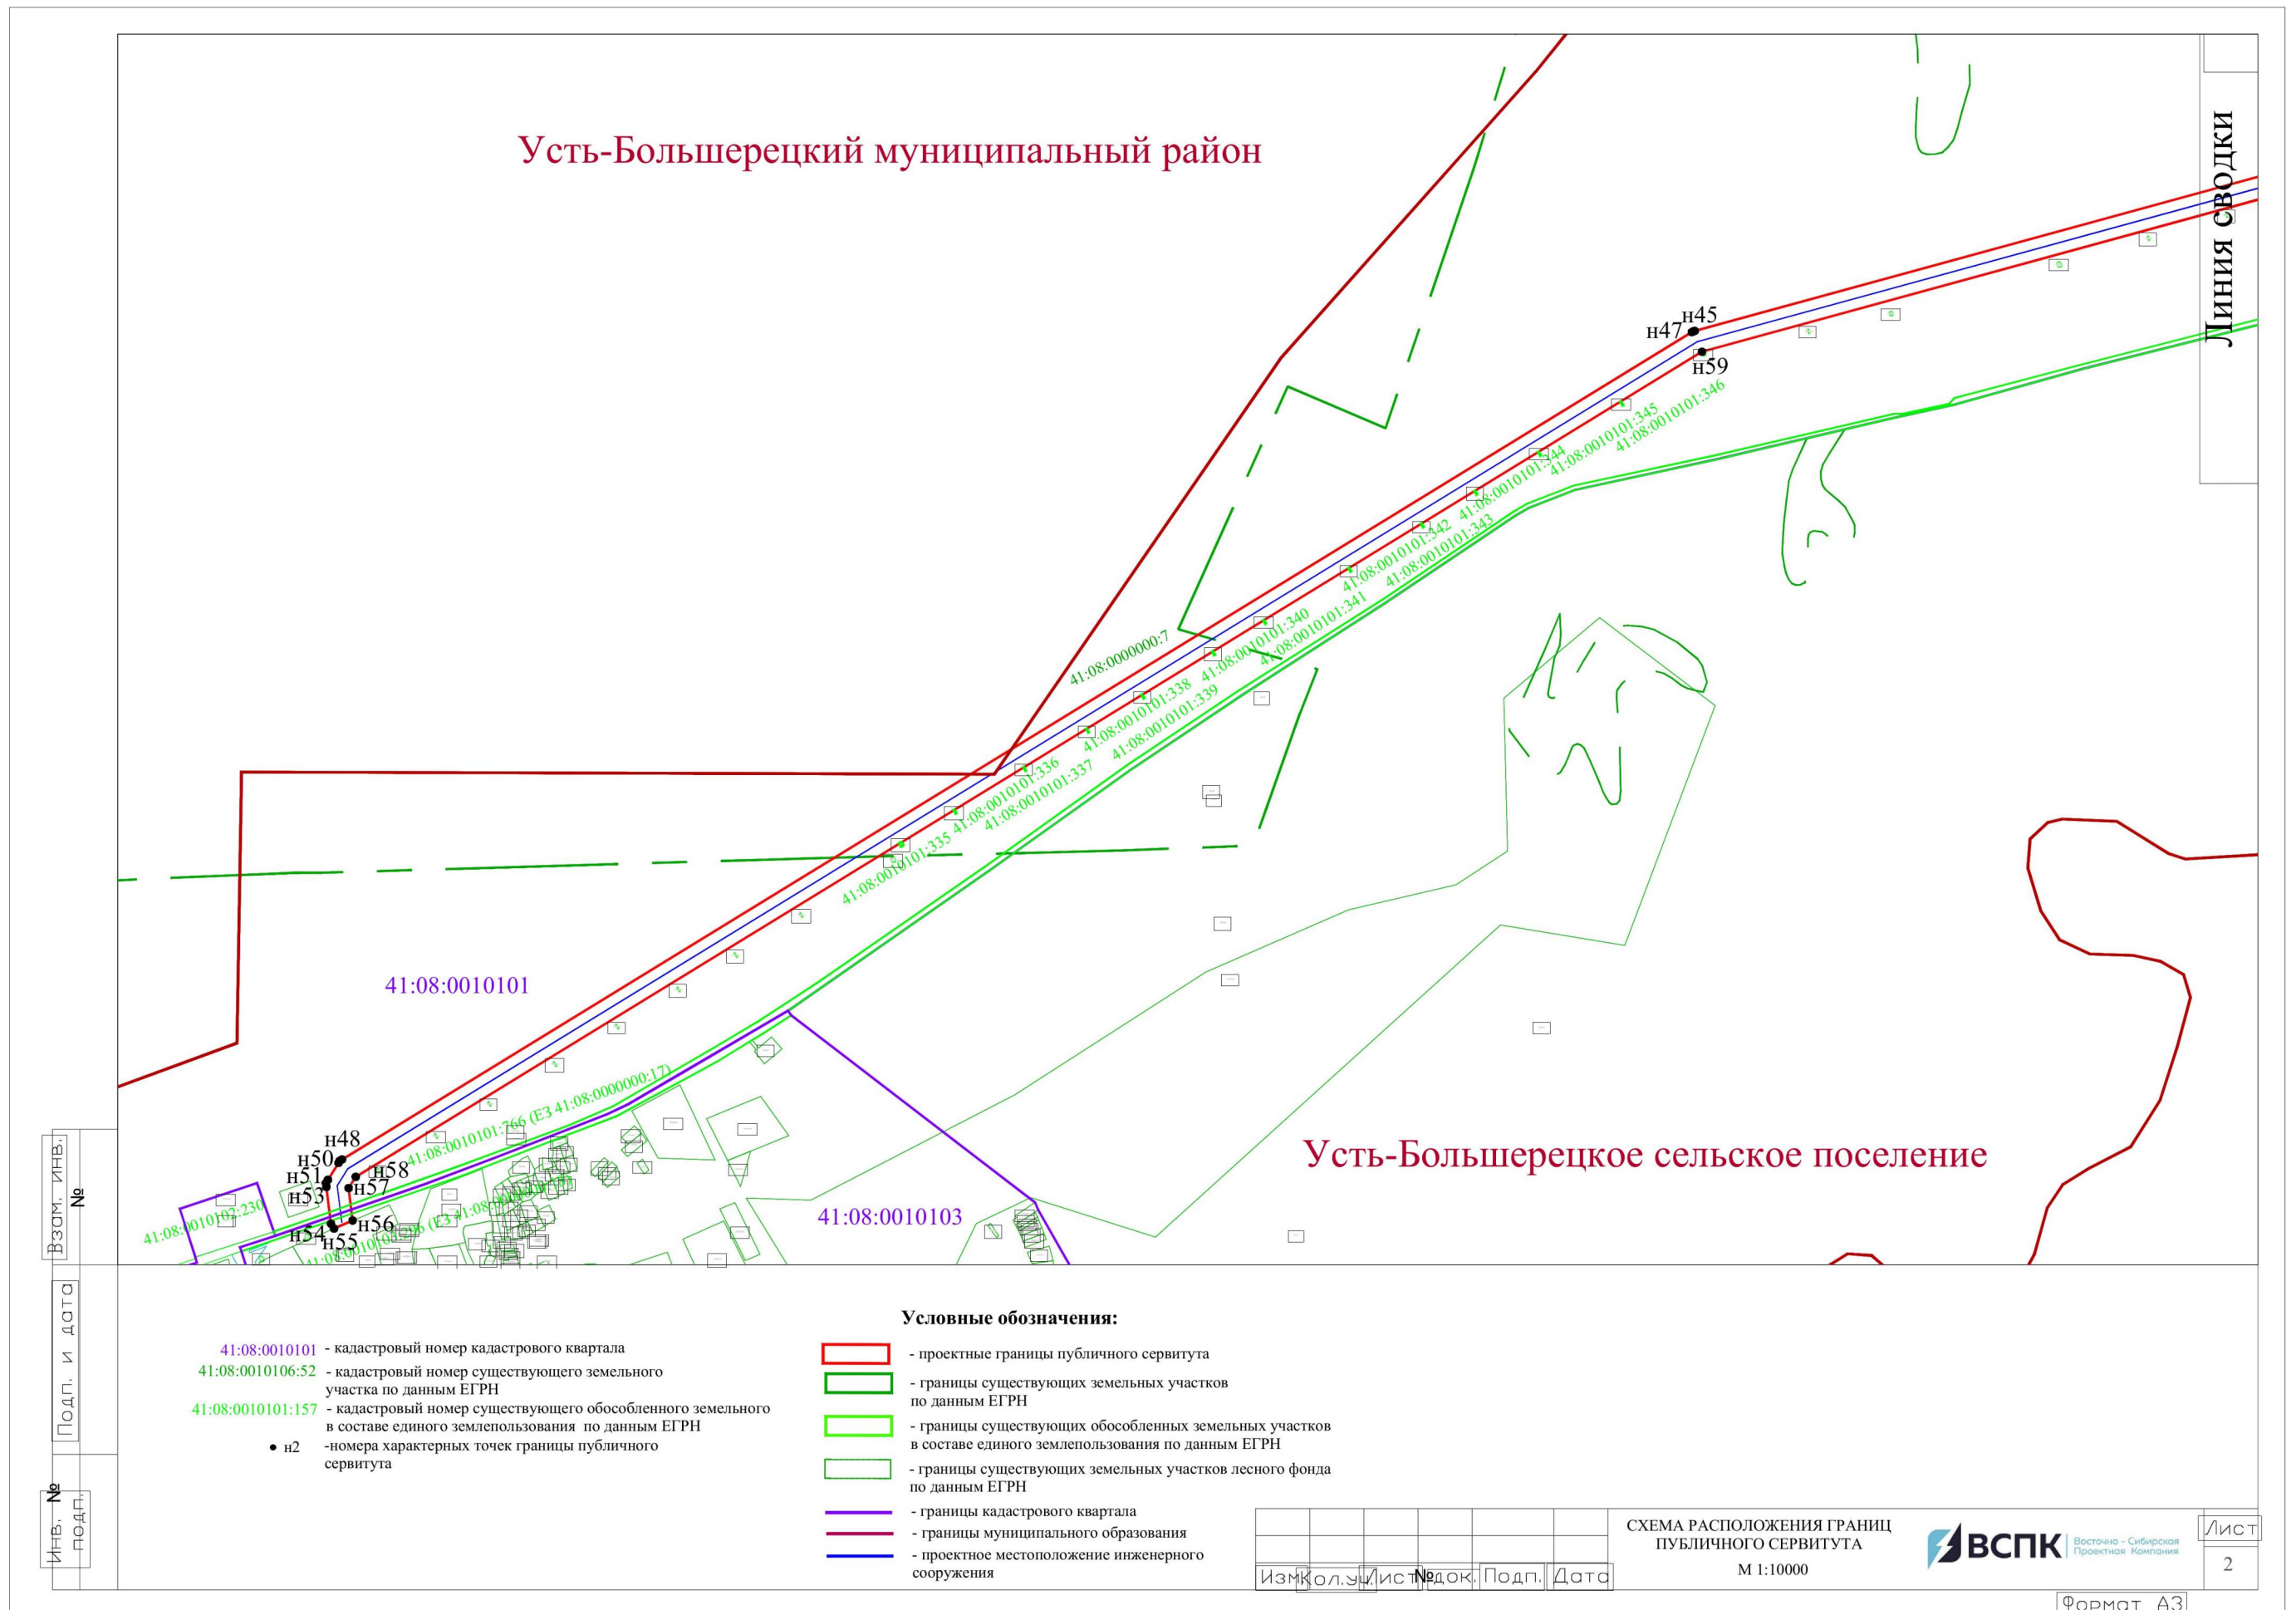 Усть-Большерецкий муниципальный район
Линия сводки
н45
н47
н59
41:08:0010101:346
41:08:0010101:345
41:08:0010101:344
41:08:0010101:343
41:08:0010101:342
41:08:0010101:341
41:08:0010101:340
41:08:0000000:7
41:08:0010101:339
41:08:0010101:338
41:08:0010101:337
41:08:0010101:336
41:08:0010101:335
41:08:0010101
41:08:0010101:766 (ЕЗ 41:08:0000000:17)
н48
н50
н51
н58
н53
н57
н56
н54
н55
41:08:0010102:230
41:08:0010103
Усть-Большерецкое сельское поселение
Взам. инв. №
Подп. и дата
Инв. № подп.
Условные обозначения:
41:08:0010101 - кадастровый номер кадастрового квартала
41:08:0010106:52 - кадастровый номер существующего земельного
участка по данным ЕГРН
41:08:0010101:157 - кадастровый номер существующего обособленного земельного
в составе единого землепользования по данным ЕГРН
н2 -номера характерных точек границы публичного
сервитута
- проектные границы публичного сервитута
- границы существующих земельных участков
по данным ЕГРН
- границы существующих обособленных земельных участков
в составе единого землепользования по данным ЕГРН
- границы существующих земельных участков лесного фонда
по данным ЕГРН
- границы кадастрового квартала
- границы муниципального образования
- проектное местоположение инженерного
сооружения
Изм Кол.уч. Лист №док. Подп. Дата
СХЕМА РАСПОЛОЖЕНИЯ ГРАНИЦ
ПУБЛИЧНОГО СЕРВИТУТА
М 1:10000
ВСПК
Восточно - Сибирская
Проектная Компания
Лист
2
Формат А3